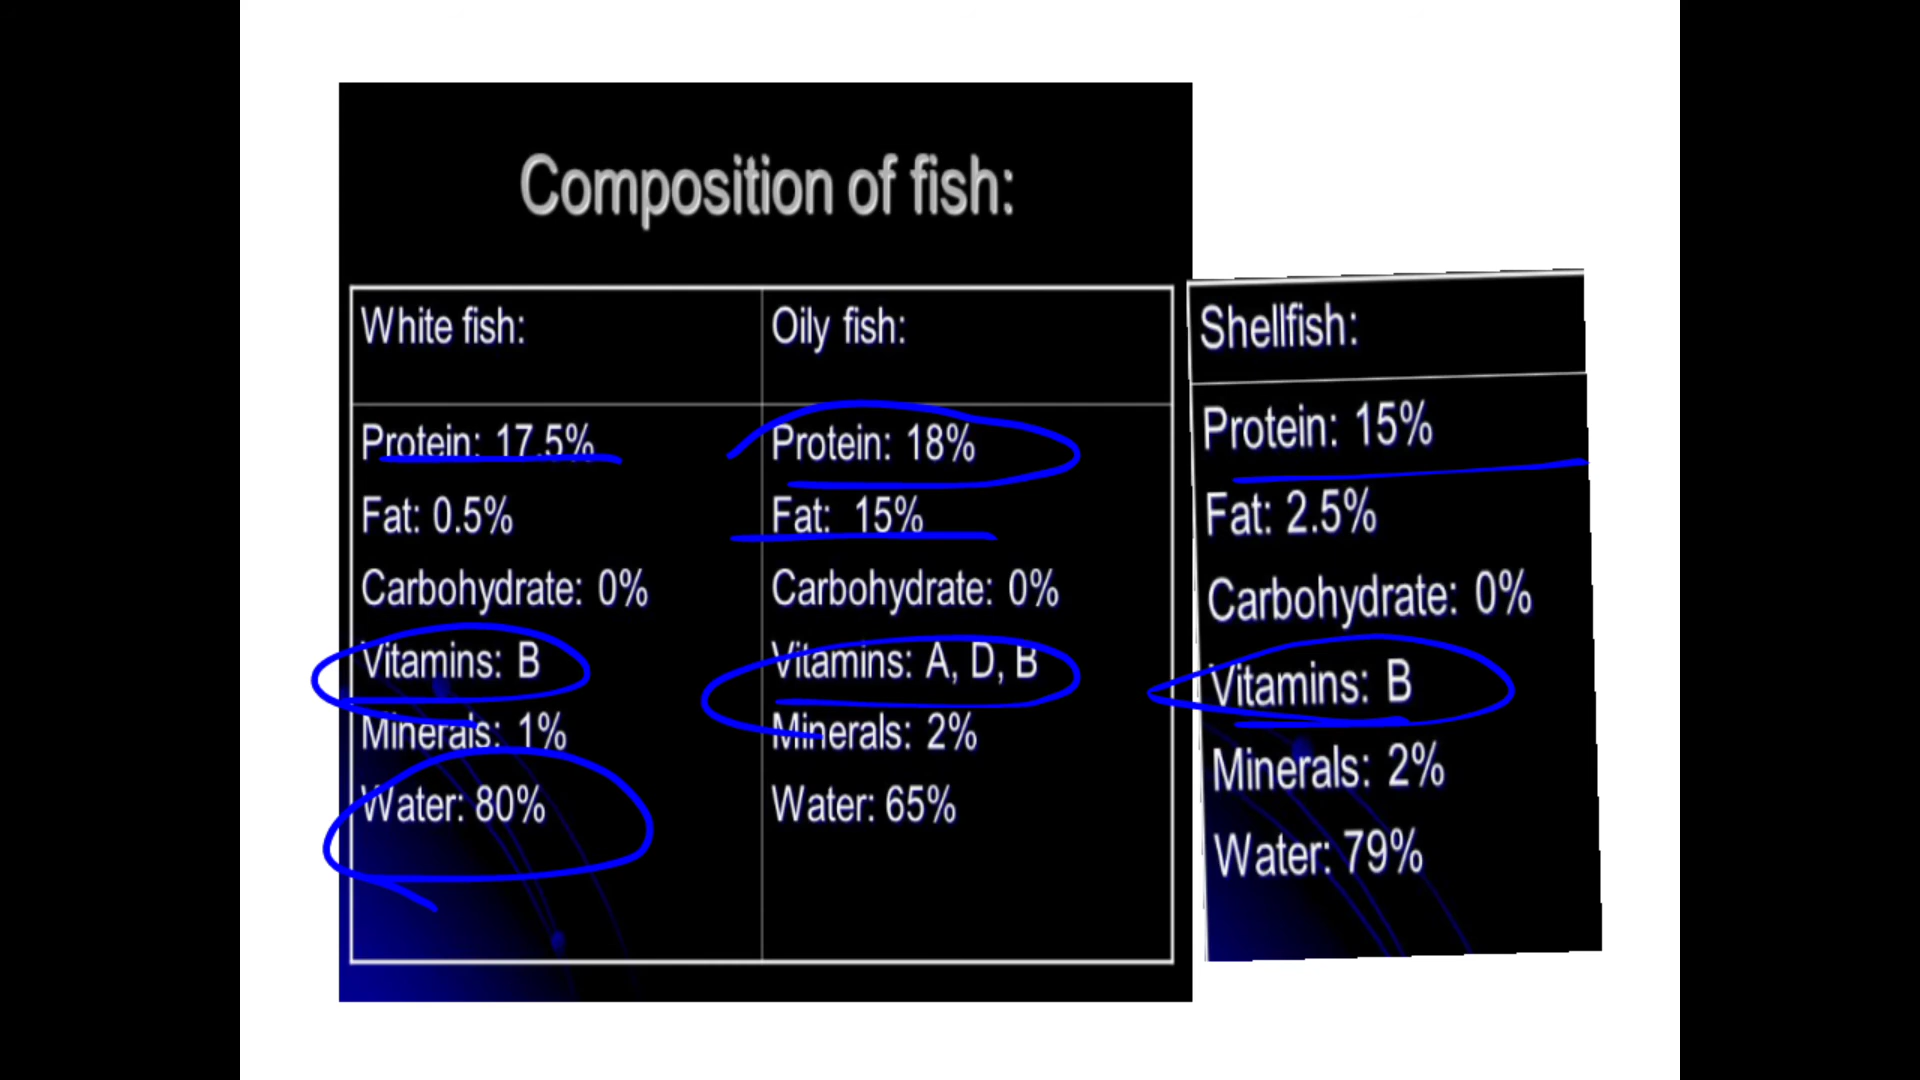 Composition of fish:
White fish:
Protein: 17.5%
Fat: 0.5%
Carbohydrate: 0%
Vitamins: B
Minerals: 1%
Water: 80%
Oily fish:
Protein: 18%
Fat: 15%
Carbohydrate: 0%
Vitamins: A, D, B
Minerals: 2%
Water: 65%
Shellfish:
Protein: 15%
Fat: 2.5%
Carbohydrate: 0%
Vitamins: B
Minerals: 2%
Water: 79%